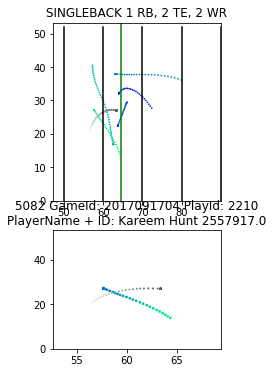 SINGLEBACK 1 RB, 2 TE, 2 WR
50
40
30
20
10
0
50 60 70 80
5082 GameId: 2017091704 PlayId: 2210
PlayerName + ID: Kareem Hunt 2557917.0
40
20
0
55 60 65